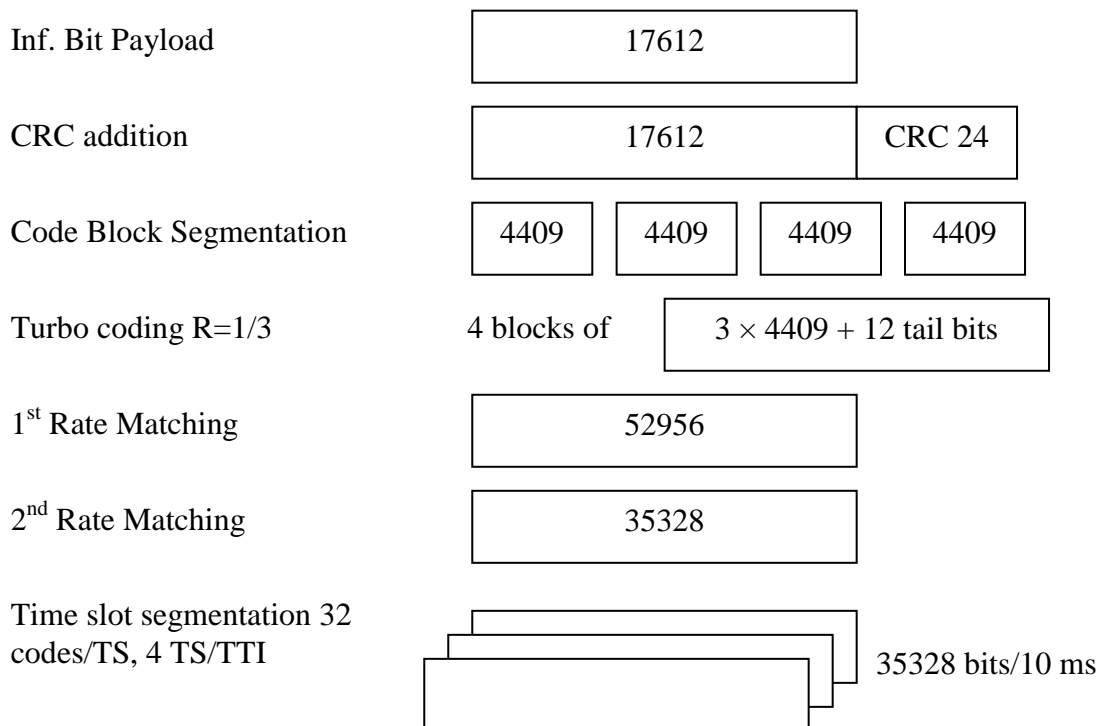 Inf. Bit Payload
17612
CRC addition
17612
CRC 24
Code Block Segmentation
4409
4409
4409
4409
Turbo coding R=1/3
4 blocks of
3 × 4409 + 12 tail bits
1st Rate Matching
52956
2nd Rate Matching
35328
Time slot segmentation 32
codes/TS, 4 TS/TTI
35328 bits/10 ms